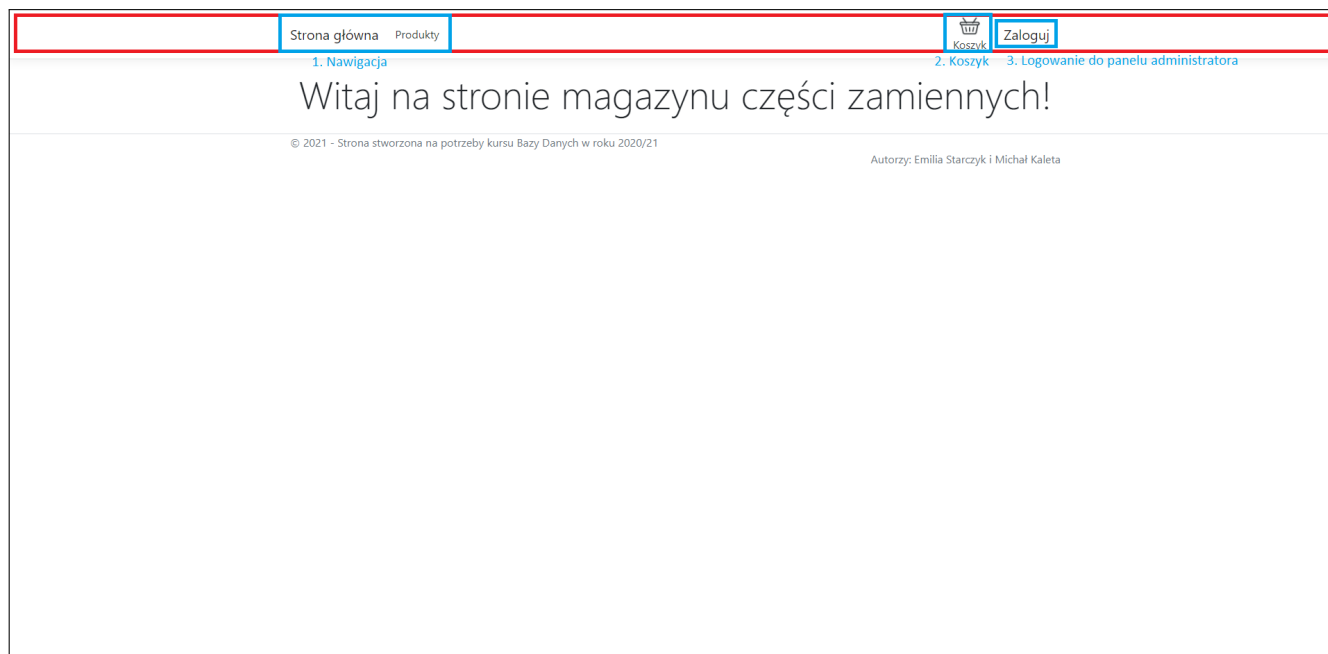 Strona główna Produkty Koszyk Zaloguj
1. Nawigacja 2. Koszyk 3. Logowanie do panelu administratora
Witaj na stronie magazynu części zamiennych!
© 2021 - Strona stworzona na potrzeby kursu Bazy Danych w roku 2020/21
Autorzy: Emilia Starczyk i Michał Kaleta